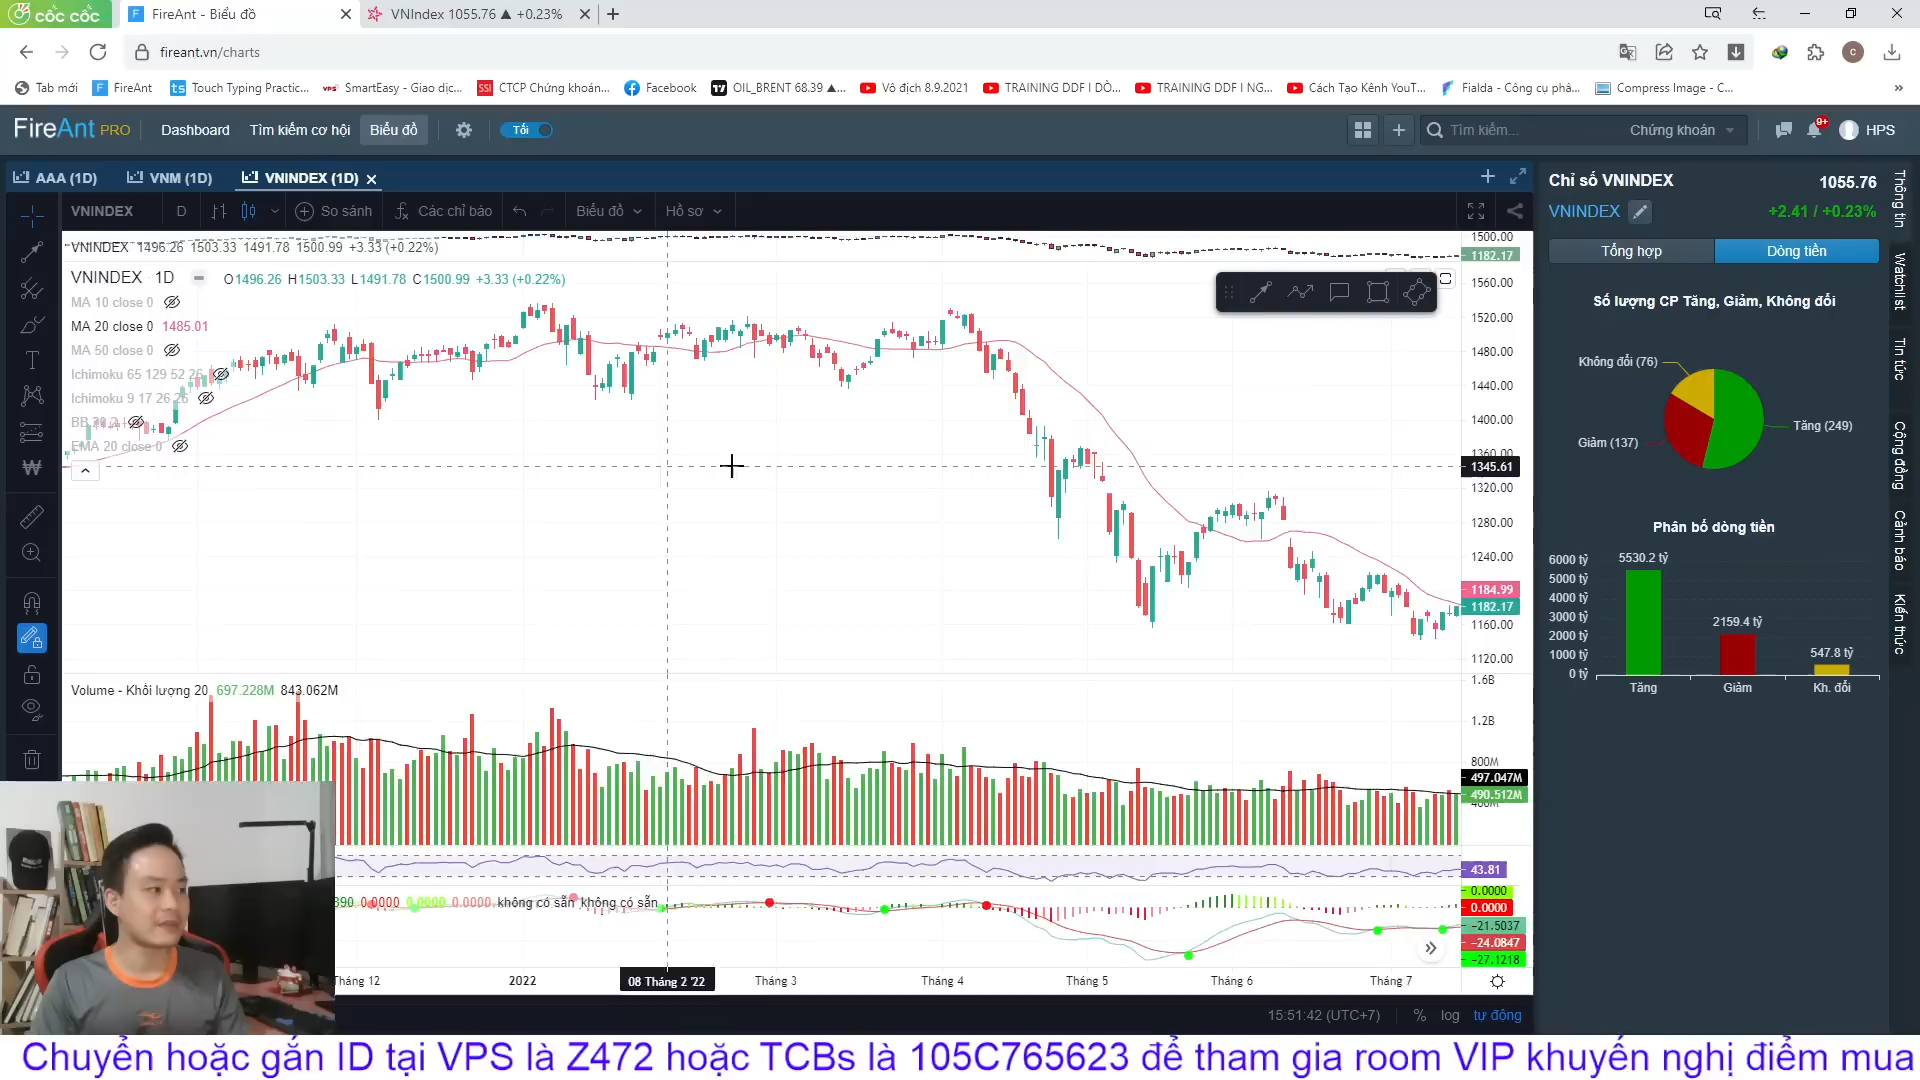 cốc cốc
FireAnt - Biểu đồ
VNIndex 1055.76 ▲ +0.23%
fireant.vn/charts
Tab mới
FireAnt
Touch Typing Practic...
SmartEasy - Giao dịc...
CTCP Chứng khoán...
Facebook
OIL_BRENT 68.39 ▲...
Vô địch 8.9.2021
TRAINING DDF I DÒ...
TRAINING DDF I NG...
Cách Tạo Kênh YouT...
Fialda - Công cụ phâ...
Compress Image - C...
FireAnt PRO
Dashboard
Tìm kiếm cơ hội
Biểu đồ
Tối
Tìm kiếm...
Chứng khoán
9+
HPS
AAA (1D)
VNM (1D)
VNINDEX (1D)
VNINDEX
D
So sánh
Các chỉ báo
Biểu đồ
Hồ sơ
VNINDEX 1496.26 1503.33 1491.78 1500.99 +3.33 (+0.22%)
VNINDEX 1D
O1496.26 H1503.33 L1491.78 C1500.99 +3.33 (+0.22%)
MA 10 close 0
MA 20 close 0 1485.01
MA 50 close 0
Ichimoku 65 129 52 26
Ichimoku 9 17 26 26
BB 20 2
EMA 20 close 0
1500.00
1182.17
1560.00
1520.00
1480.00
1440.00
1400.00
1360.00
1345.61
1320.00
1280.00
1240.00
1184.99
1182.17
1160.00
1120.00
Volume - Khối lượng 20 697.228M 843.062M
1.6B
1.2B
800M
497.047M
490.512M
400M
43.81
390 0.0000 0.0000 0.0000 không có sẵn không có sẵn
0.0000
0.0000
-21.5037
-24.0847
-27.1218
Tháng 12
2022
08 Tháng 2 '22
Tháng 3
Tháng 4
Tháng 5
Tháng 6
Tháng 7
15:51:42 (UTC+7)
%
log
tự động
Chỉ số VNINDEX
1055.76
VNINDEX
+2.41 / +0.23%
Tổng hợp
Dòng tiền
Số lượng CP Tăng, Giảm, Không đổi
Không đổi (76)
Tăng (249)
Giảm (137)
Phân bố dòng tiền
6000 tỷ
5000 tỷ
4000 tỷ
3000 tỷ
2000 tỷ
1000 tỷ
0 tỷ
5530.2 tỷ
2159.4 tỷ
547.8 tỷ
Tăng
Giảm
Kh. đổi
Thông tin
Watchlist
Tin tức
Cộng đồng
Cảnh báo
Kiến thức
Chuyển hoặc gắn ID tại VPS là Z472 hoặc TCBs là 105C765623 để tham gia room VIP khuyến nghị điểm mua